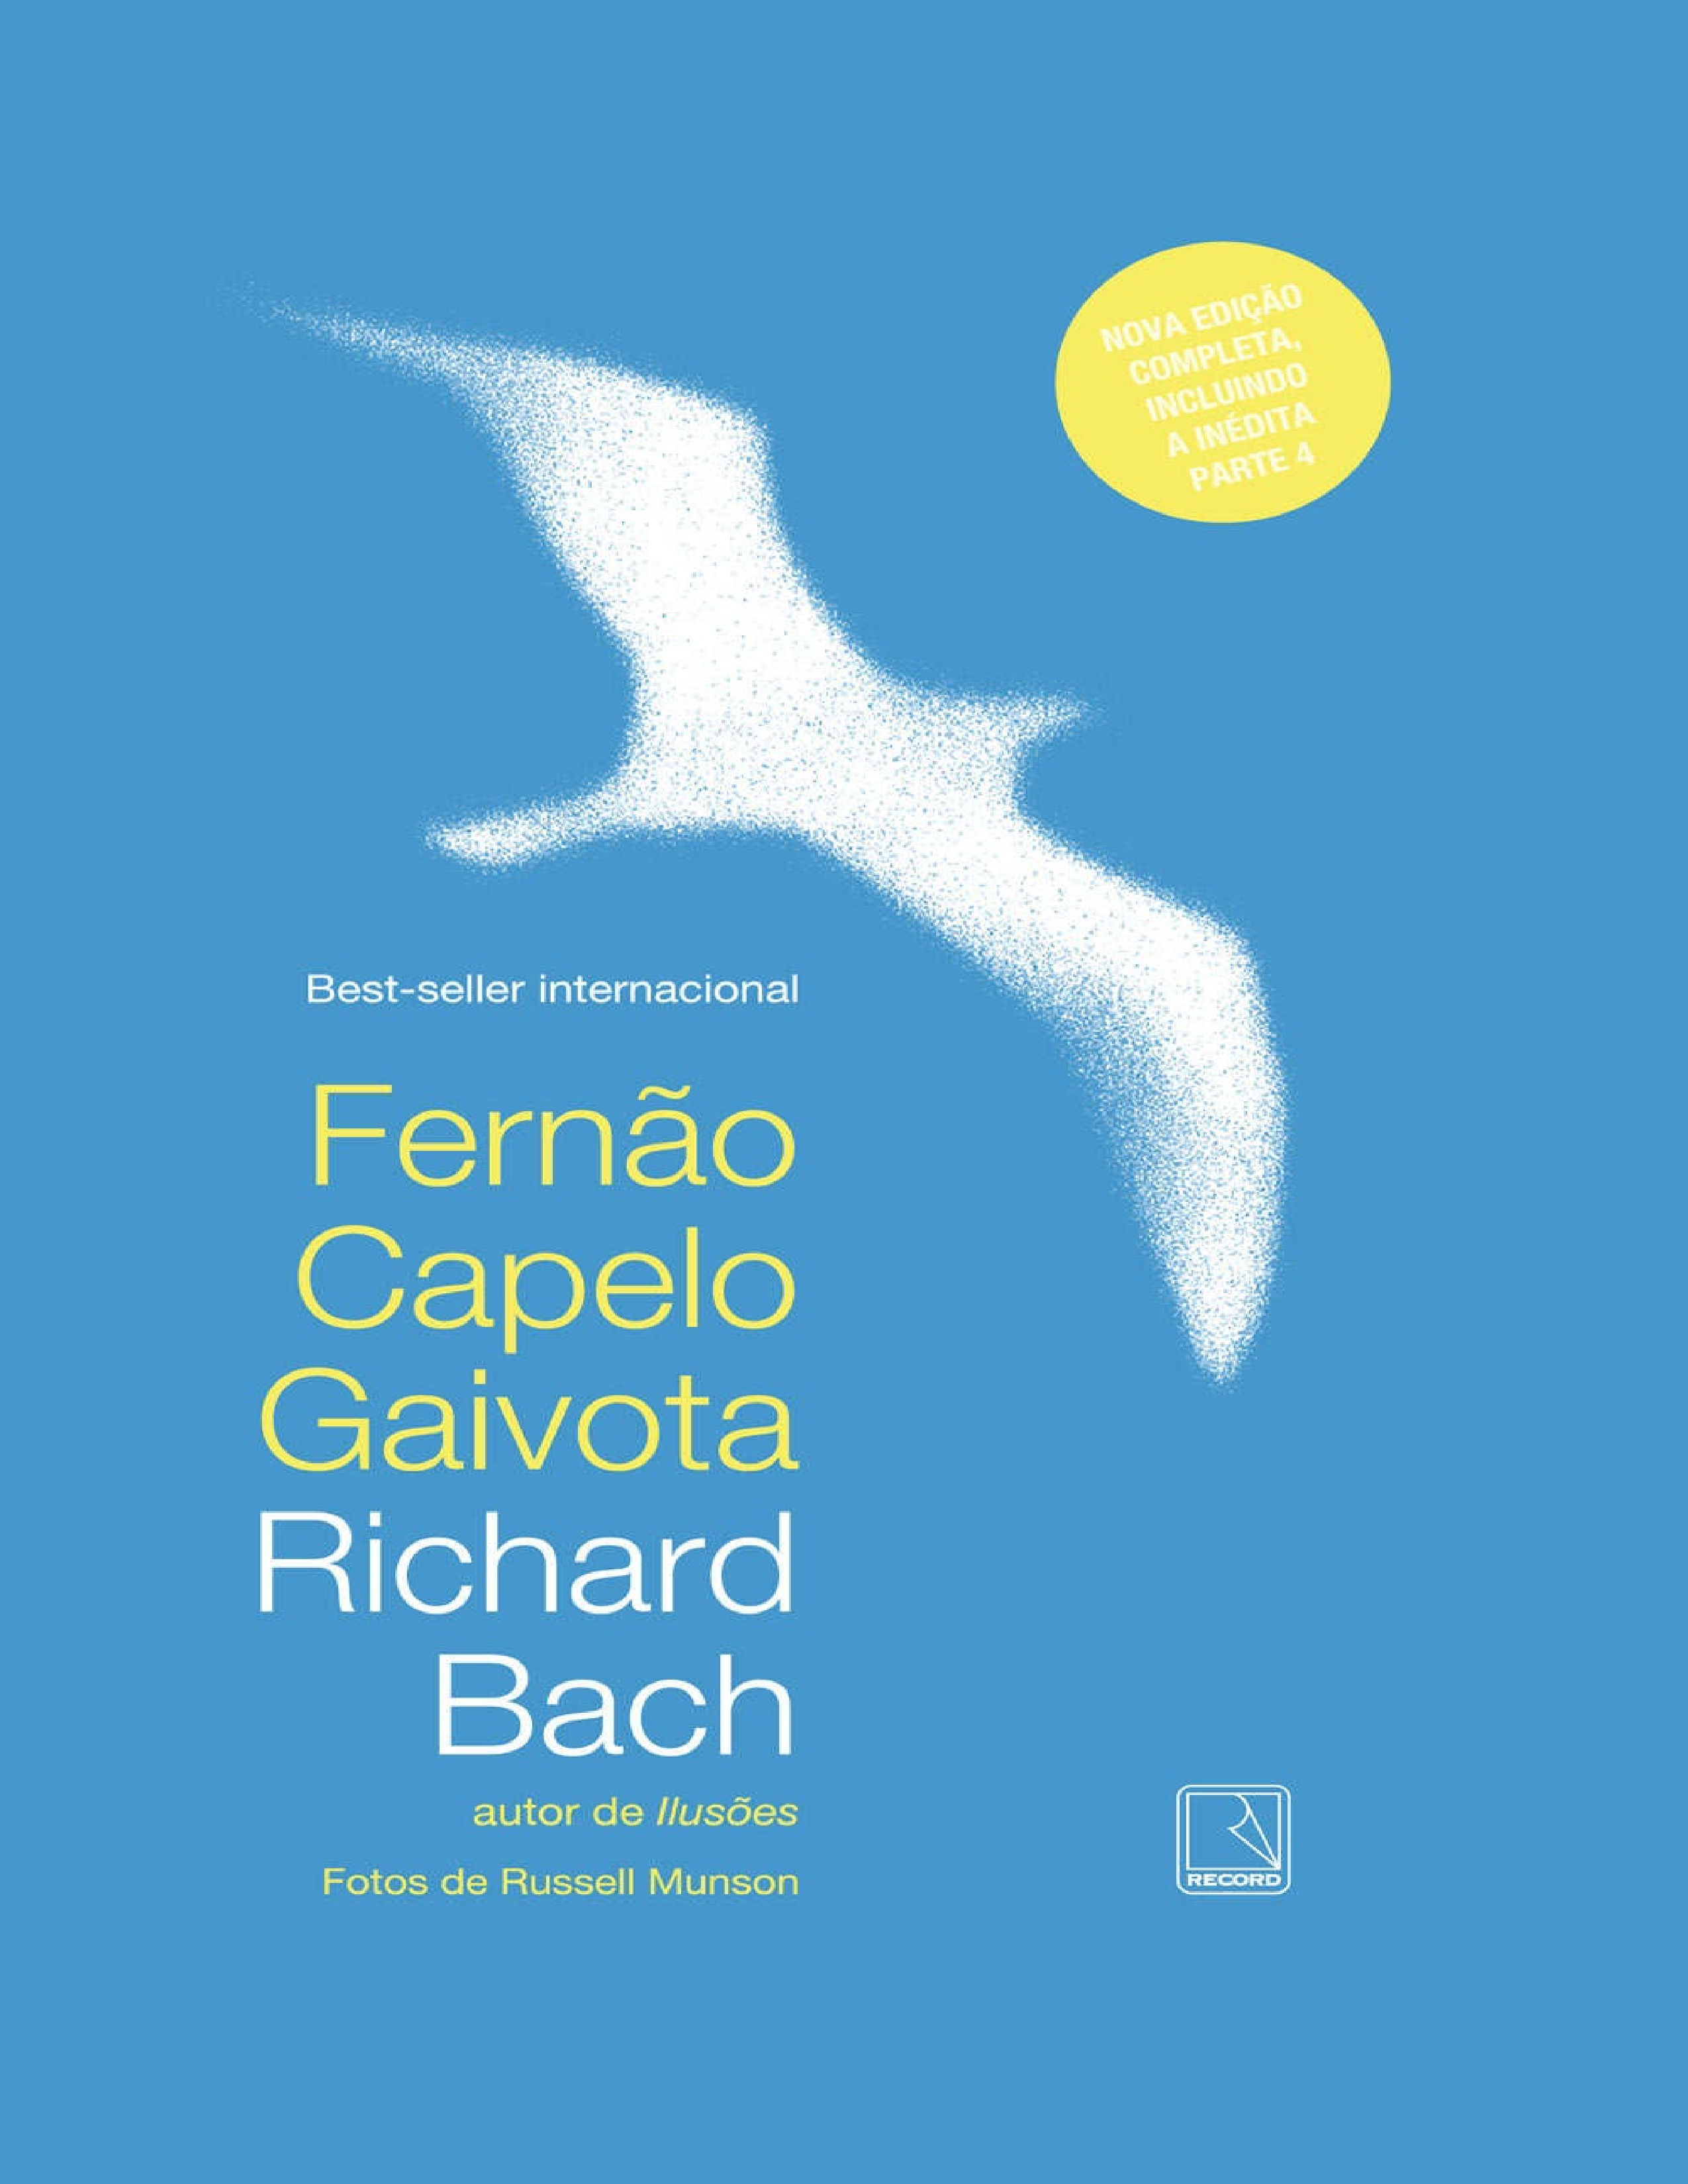 NOVA EDIÇÃO
COMPLETA,
INCLUINDO
A INÉDITA
PARTE 4
Best-seller internacional
Fernão
Capelo
Gaivota
Richard
Bach
autor de Ilusões
Fotos de Russell Munson
RECORD